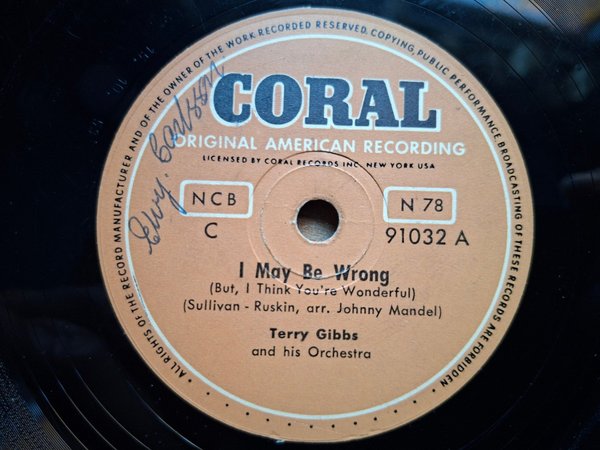 ALL RIGHTS OF THE RECORD MANUFACTURER AND OF THE OWNER OF THE WORK RECORDED RESERVED. COPYING, PUBLIC PERFORMANCE BROADCASTING OF THESE RECORDS ARE FORBIDDEN
CORAL
ORIGINAL AMERICAN RECORDING
LICENSED BY CORAL RECORDS INC. NEW YORK USA
NCB
N 78
C
91032 A
I May Be Wrong
(But, I Think You're Wonderful)
(Sullivan - Ruskin, arr. Johnny Mandel)
Terry Gibbs
and his Orchestra